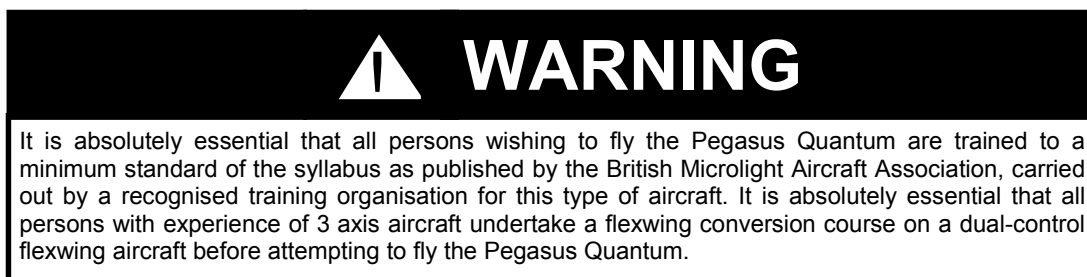 WARNING
It is absolutely essential that all persons wishing to fly the Pegasus Quantum are trained to a
minimum standard of the syllabus as published by the British Microlight Aircraft Association, carried
out by a recognised training organisation for this type of aircraft. It is absolutely essential that all
persons with experience of 3 axis aircraft undertake a flexwing conversion course on a dual-control
flexwing aircraft before attempting to fly the Pegasus Quantum.